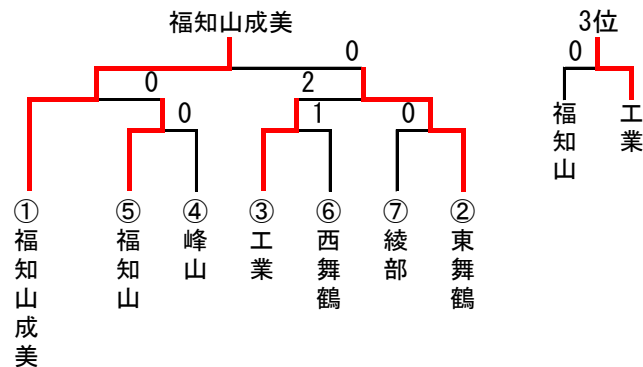 福知山成美
3位
0
0
0
2
0
1
0
福知山
工業
①福知山成美
⑤福知山
④峰山
③工業
⑥西舞鶴
⑦綾部
②東舞鶴